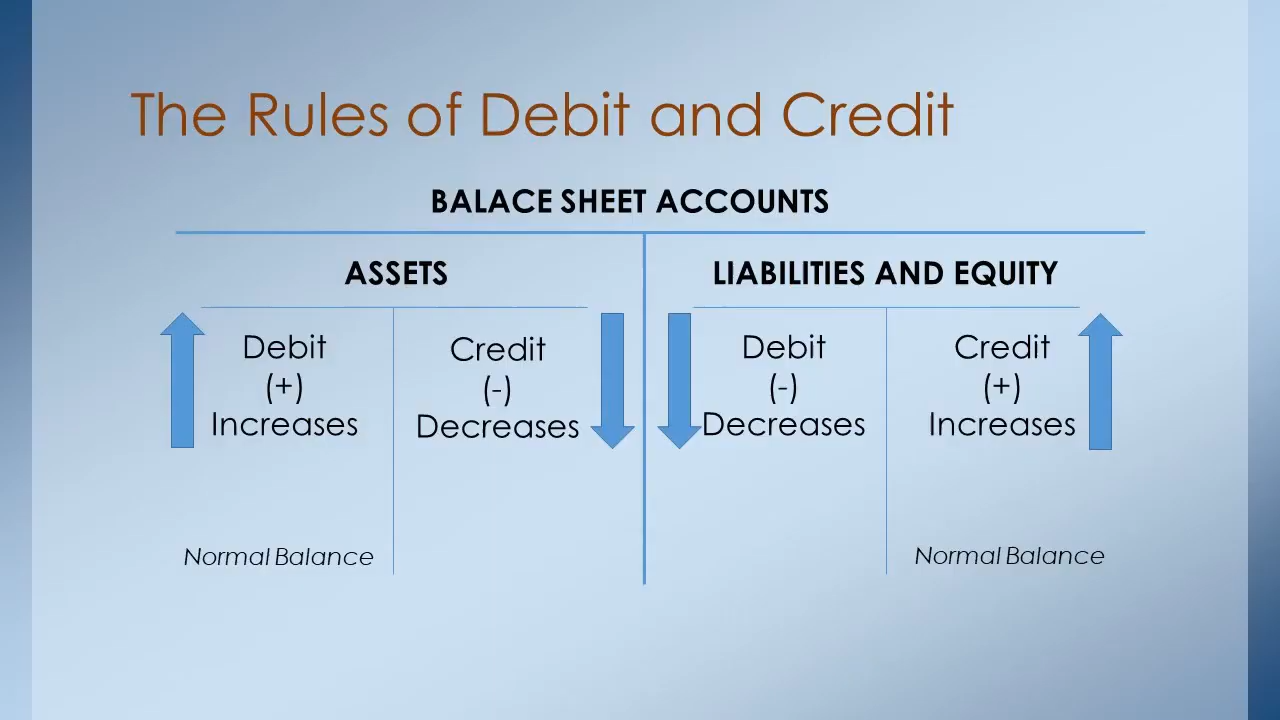 The Rules of Debit and Credit
BALACE SHEET ACCOUNTS
ASSETS
Debit
(+)
Increases
Normal Balance
Credit
(-)
Decreases
LIABILITIES AND EQUITY
Debit
(-)
Decreases
Credit
(+)
Increases
Normal Balance